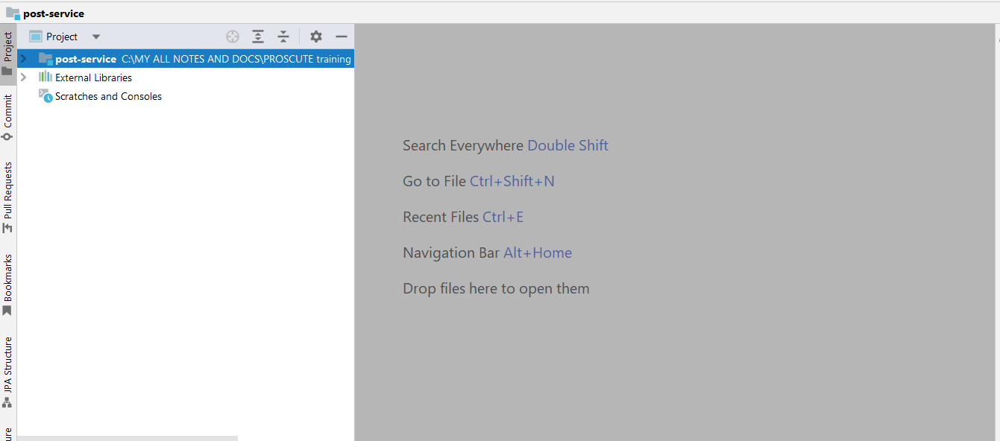 post-service
Project
post-service C:\MY ALL NOTES AND DOCS\PROSCUTE training
External Libraries
Scratches and Consoles
Project
Commit
Pull Requests
Bookmarks
JPA Structure
ure
Search Everywhere Double Shift
Go to File Ctrl+Shift+N
Recent Files Ctrl+E
Navigation Bar Alt+Home
Drop files here to open them